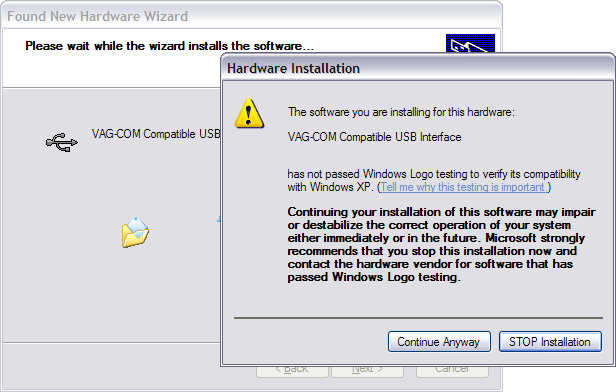 Found New Hardware Wizard
Please wait while the wizard installs the software...
VAG-COM Compatible USB
Hardware Installation
The software you are installing for this hardware:
VAG-COM Compatible USB Interface
has not passed Windows Logo testing to verify its compatibility
with Windows XP. (Tell me why this testing is important.)
Continuing your installation of this software may impair
or destabilize the correct operation of your system
either immediately or in the future. Microsoft strongly
recommends that you stop this installation now and
contact the hardware vendor for software that has
passed Windows Logo testing.
Continue Anyway STOP Installation
< Back Next > Cancel